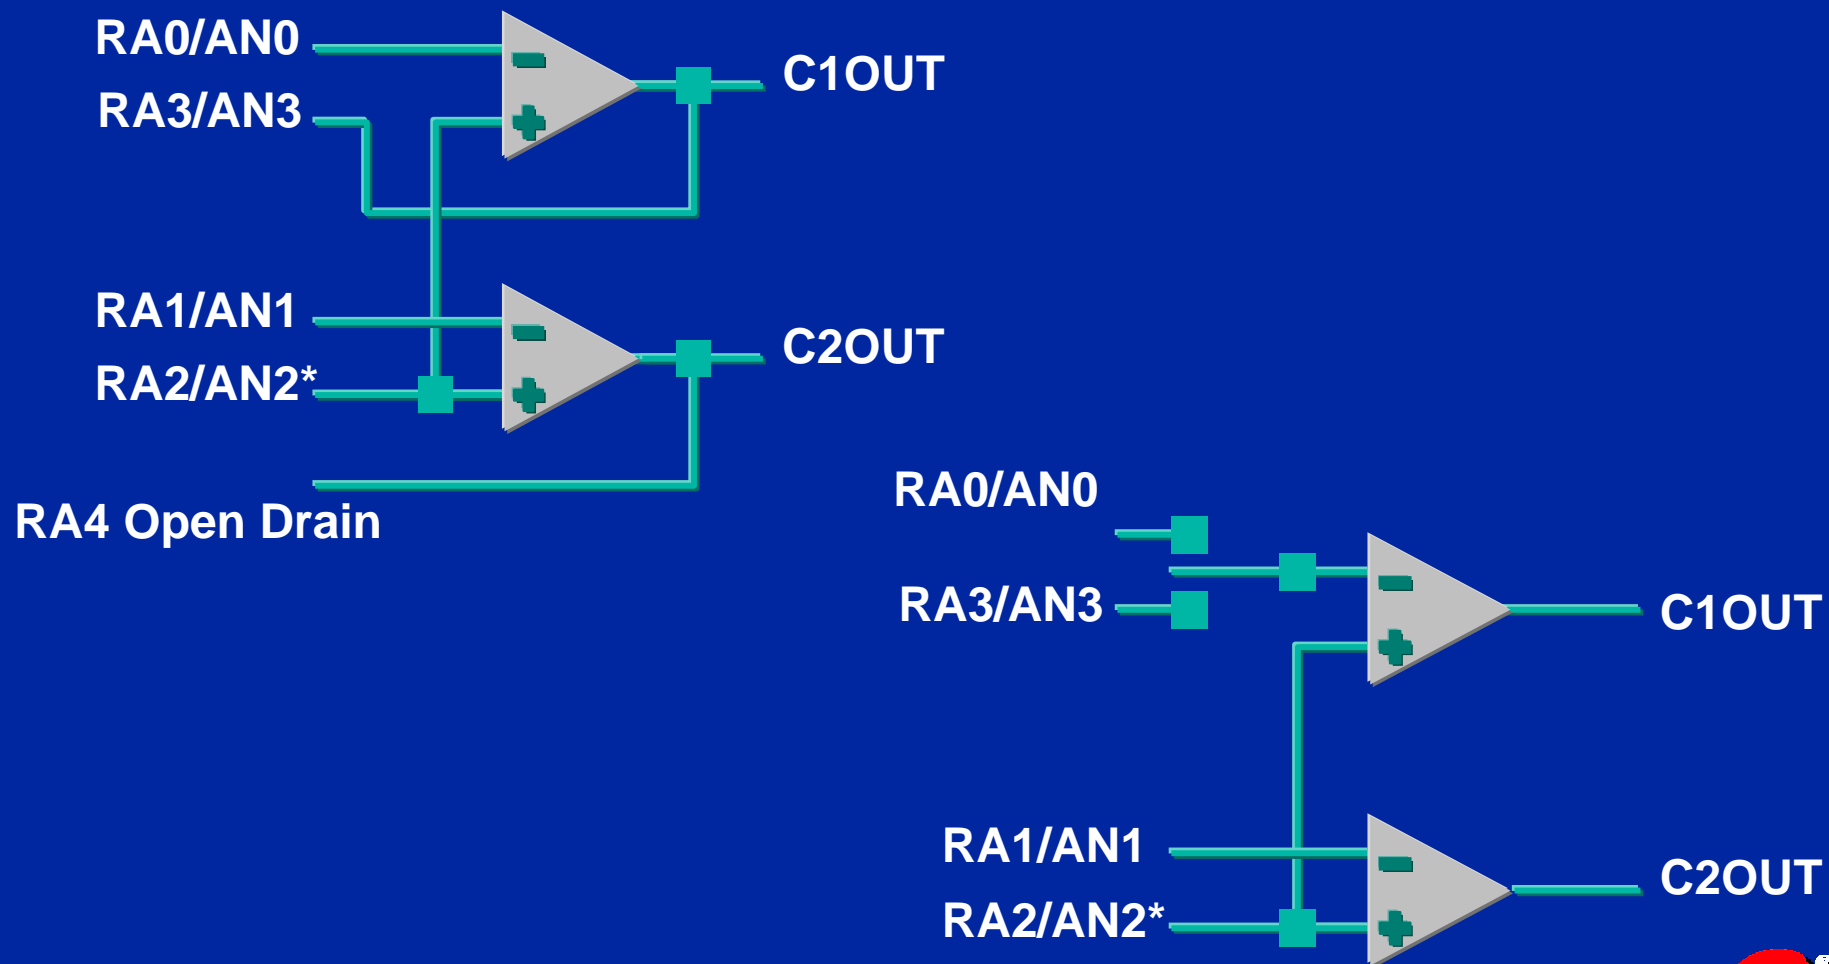 RA0/AN0
C1OUT
RA3/AN3
RA1/AN1
C2OUT
RA2/AN2*
RA4 Open Drain
RA0/AN0
RA3/AN3
C1OUT
RA1/AN1
C2OUT
RA2/AN2*